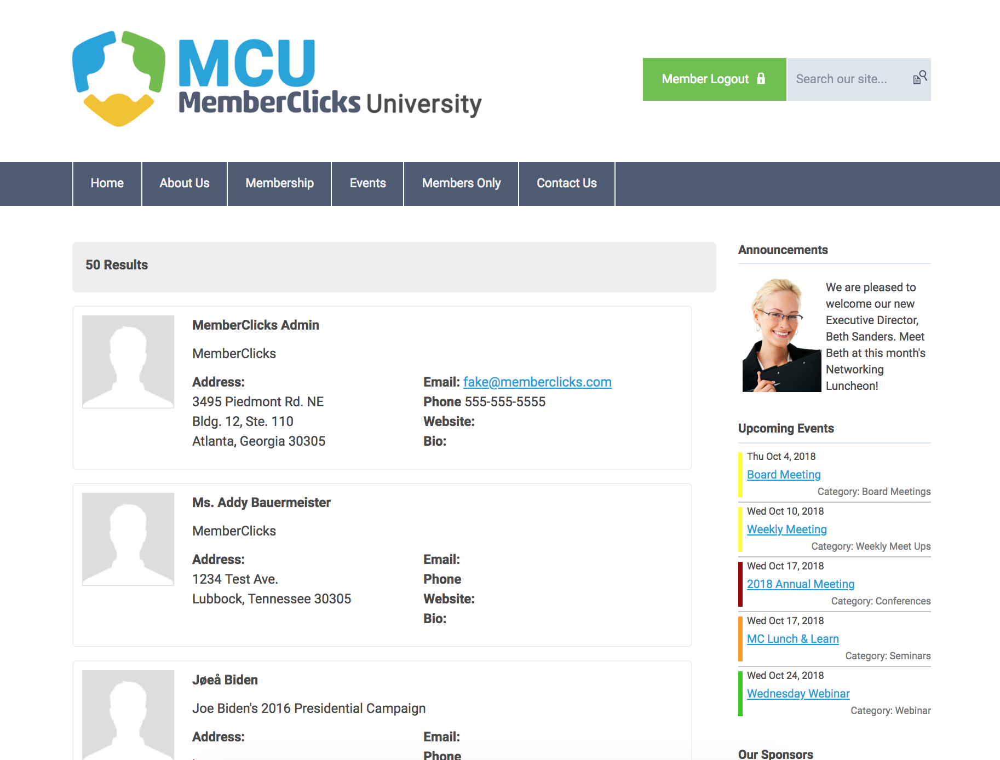 MCU
MemberClicks University
Member Logout
Search our site...
Home
About Us
Membership
Events
Members Only
Contact Us
50 Results
MemberClicks Admin
MemberClicks
Address:
3495 Piedmont Rd. NE
Bldg. 12, Ste. 110
Atlanta, Georgia 30305
Email: fake@memberclicks.com
Phone 555-555-5555
Website:
Bio:
Ms. Addy Bauermeister
MemberClicks
Address:
1234 Test Ave.
Lubbock, Tennessee 30305
Email:
Phone
Website:
Bio:
Jøeå Biden
Joe Biden's 2016 Presidential Campaign
Address:
Email:
Phone
Announcements
We are pleased to
welcome our new
Executive Director,
Beth Sanders. Meet
Beth at this month's
Networking
Luncheon!
Upcoming Events
Thu Oct 4, 2018
Board Meeting
Category: Board Meetings
Wed Oct 10, 2018
Weekly Meeting
Category: Weekly Meet Ups
Wed Oct 17, 2018
2018 Annual Meeting
Category: Conferences
Wed Oct 17, 2018
MC Lunch & Learn
Category: Seminars
Wed Oct 24, 2018
Wednesday Webinar
Category: Webinar
Our Sponsors